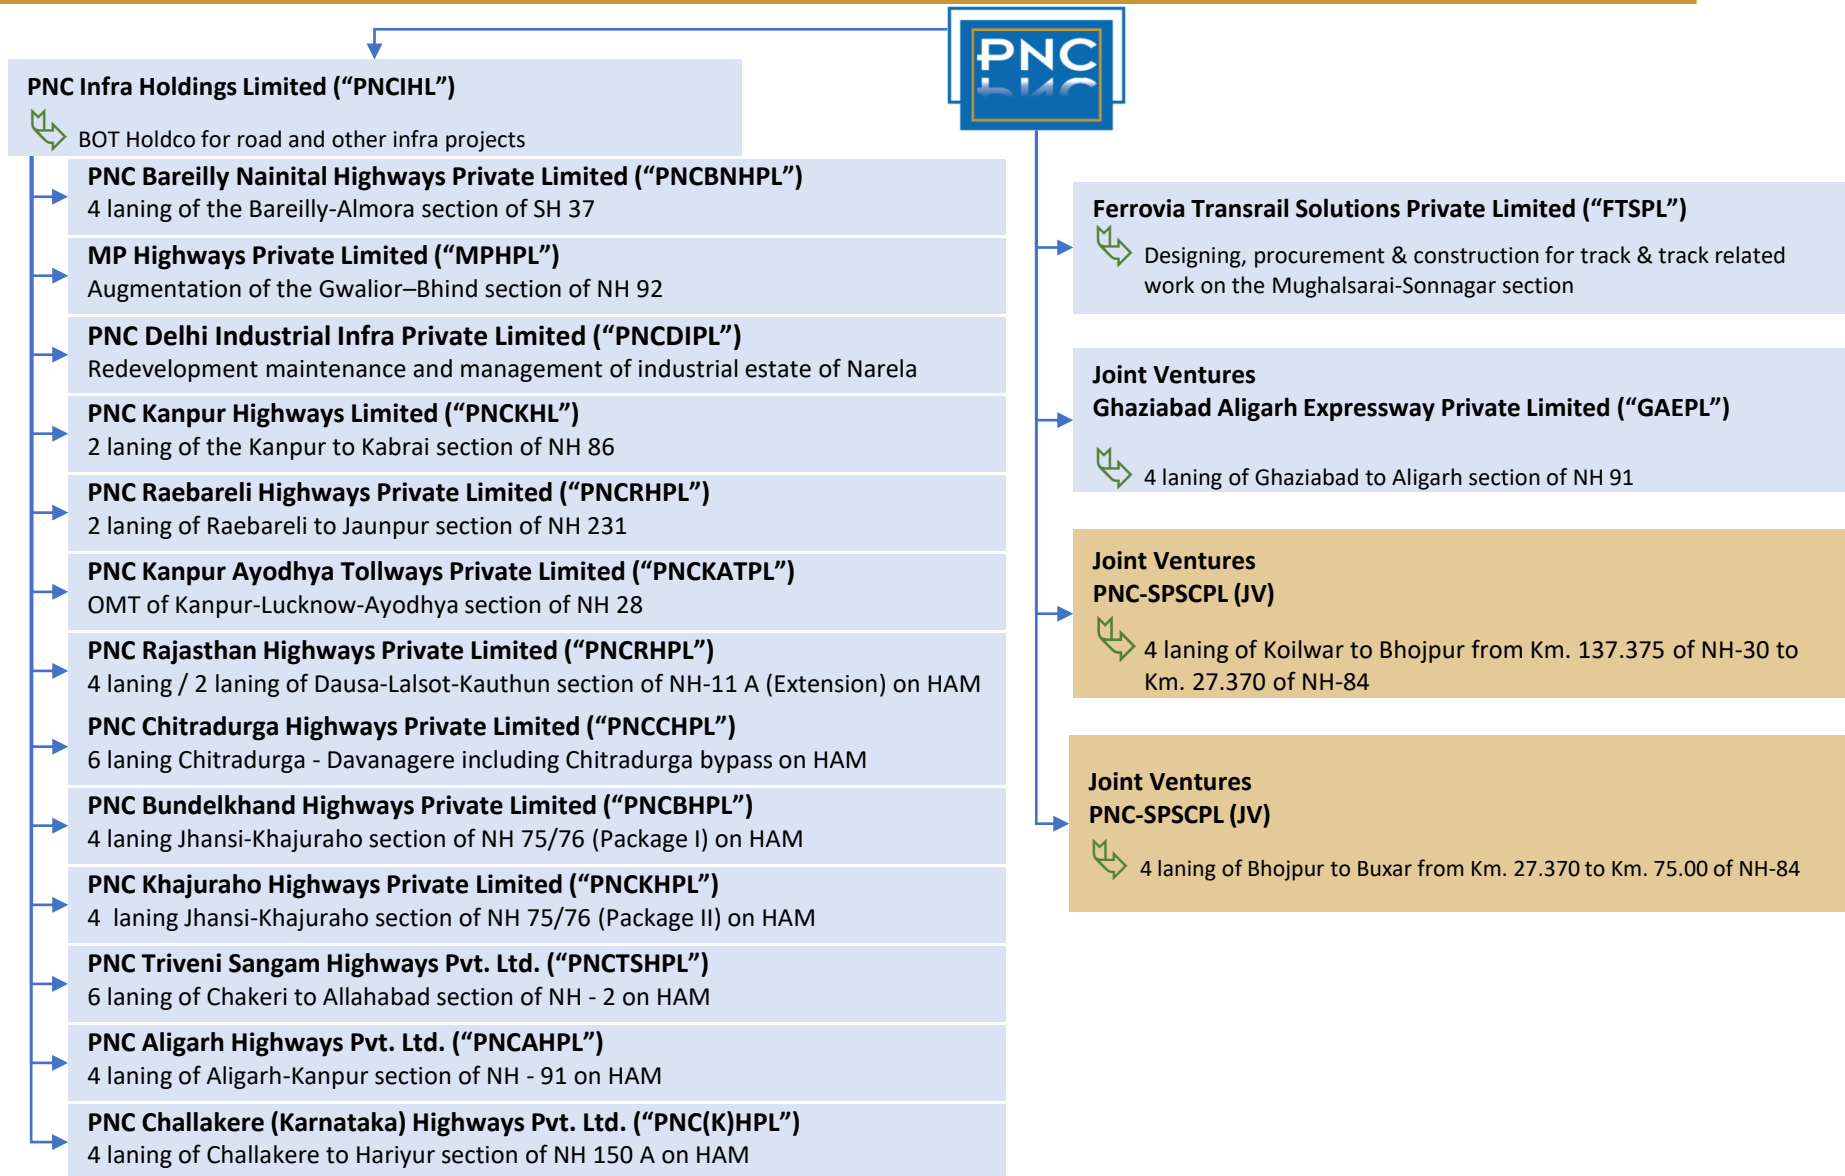 PNC
PNC Infra Holdings Limited (“PNCIHL”)
BOT Holdco for road and other infra projects
PNC Bareilly Nainital Highways Private Limited (“PNCBNHPL”)
4 laning of the Bareilly-Almora section of SH 37
MP Highways Private Limited (“MPHPL”)
Augmentation of the Gwalior–Bhind section of NH 92
PNC Delhi Industrial Infra Private Limited (“PNCDIPL”)
Redevelopment maintenance and management of industrial estate of Narela
PNC Kanpur Highways Limited (“PNCKHL”)
2 laning of the Kanpur to Kabrai section of NH 86
PNC Raebareli Highways Private Limited (“PNCRHPL”)
2 laning of Raebareli to Jaunpur section of NH 231
PNC Kanpur Ayodhya Tollways Private Limited (“PNCKATPL”)
OMT of Kanpur-Lucknow-Ayodhya section of NH 28
PNC Rajasthan Highways Private Limited (“PNCRHPL”)
4 laning / 2 laning of Dausa-Lalsot-Kauthun section of NH-11 A (Extension) on HAM
PNC Chitradurga Highways Private Limited (“PNCCHPL”)
6 laning Chitradurga - Davanagere including Chitradurga bypass on HAM
PNC Bundelkhand Highways Private Limited (“PNCBHPL”)
4 laning Jhansi-Khajuraho section of NH 75/76 (Package I) on HAM
PNC Khajuraho Highways Private Limited (“PNCKHPL”)
4 laning Jhansi-Khajuraho section of NH 75/76 (Package II) on HAM
PNC Triveni Sangam Highways Pvt. Ltd. (“PNCTSHPL”)
6 laning of Chakeri to Allahabad section of NH - 2 on HAM
PNC Aligarh Highways Pvt. Ltd. (“PNCAHPL”)
4 laning of Aligarh-Kanpur section of NH - 91 on HAM
PNC Challakere (Karnataka) Highways Pvt. Ltd. (“PNC(K)HPL”)
4 laning of Challakere to Hariyur section of NH 150 A on HAM
Ferrovia Transrail Solutions Private Limited (“FTSPL”)
Designing, procurement & construction for track & track related
work on the Mughalsarai-Sonnagar section
Joint Ventures
Ghaziabad Aligarh Expressway Private Limited (“GAEPL”)
4 laning of Ghaziabad to Aligarh section of NH 91
Joint Ventures
PNC-SPSCPL (JV)
4 laning of Koilwar to Bhojpur from Km. 137.375 of NH-30 to
Km. 27.370 of NH-84
Joint Ventures
PNC-SPSCPL (JV)
4 laning of Bhojpur to Buxar from Km. 27.370 to Km. 75.00 of NH-84